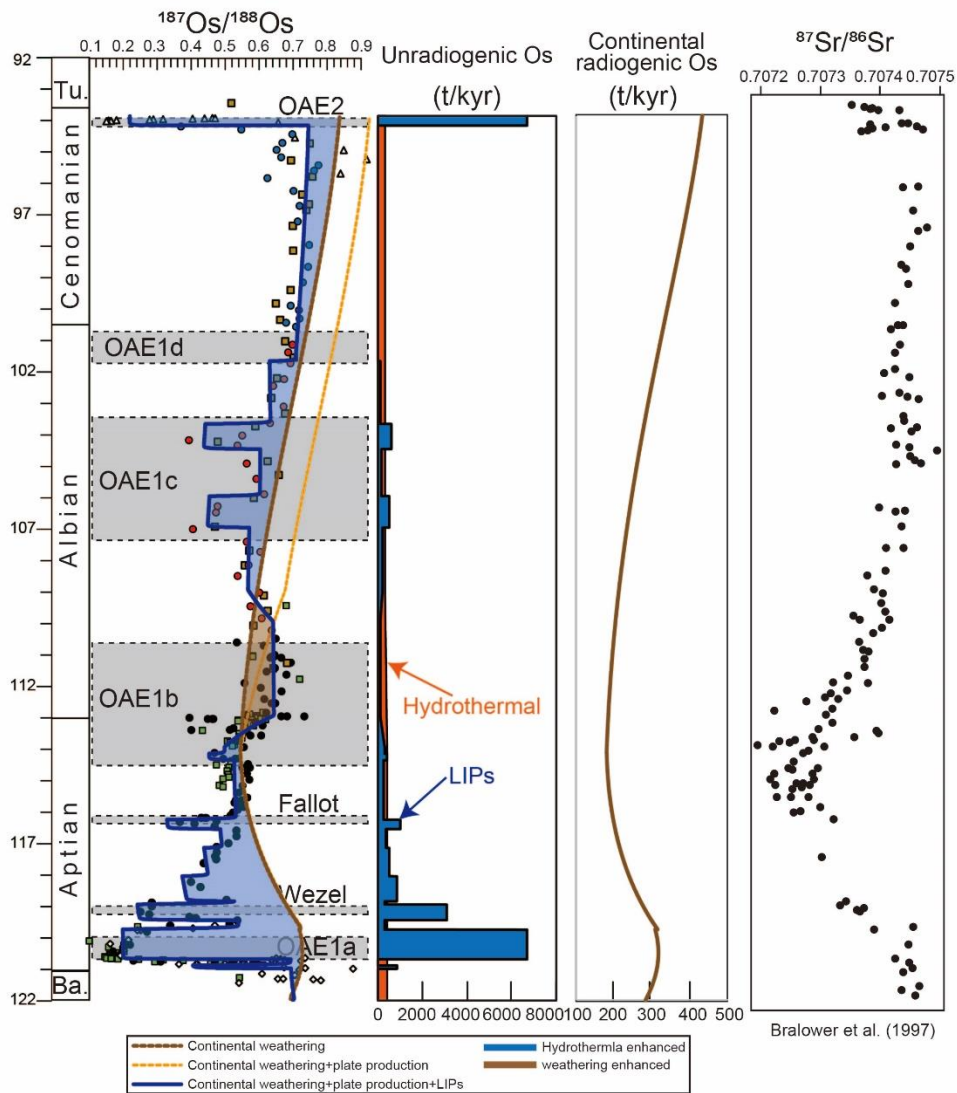 187Os/188Os
0.1 0.2 0.3 0.4 0.5 0.6 0.7 0.8 0.9
Unradiogenic Os
(t/kyr)
Continental
radiogenic Os
(t/kyr)
87Sr/86Sr
0.7072 0.7073 0.7074 0.7075
92
97
102
107
112
117
122
Tu.
Cenomanian
Albian
Aptian
Ba.
OAE2
OAE1d
OAE1c
OAE1b
Fallot
Wezel
OAE1a
Hydrothermal
LIPs
0 2000 4000 6000 8000
100 200 300 400 500
Bralower et al. (1997)
Continental weathering
Continental weathering+plate production
Continental weathering+plate production+LIPs
Hydrothermla enhanced
weathering enhanced